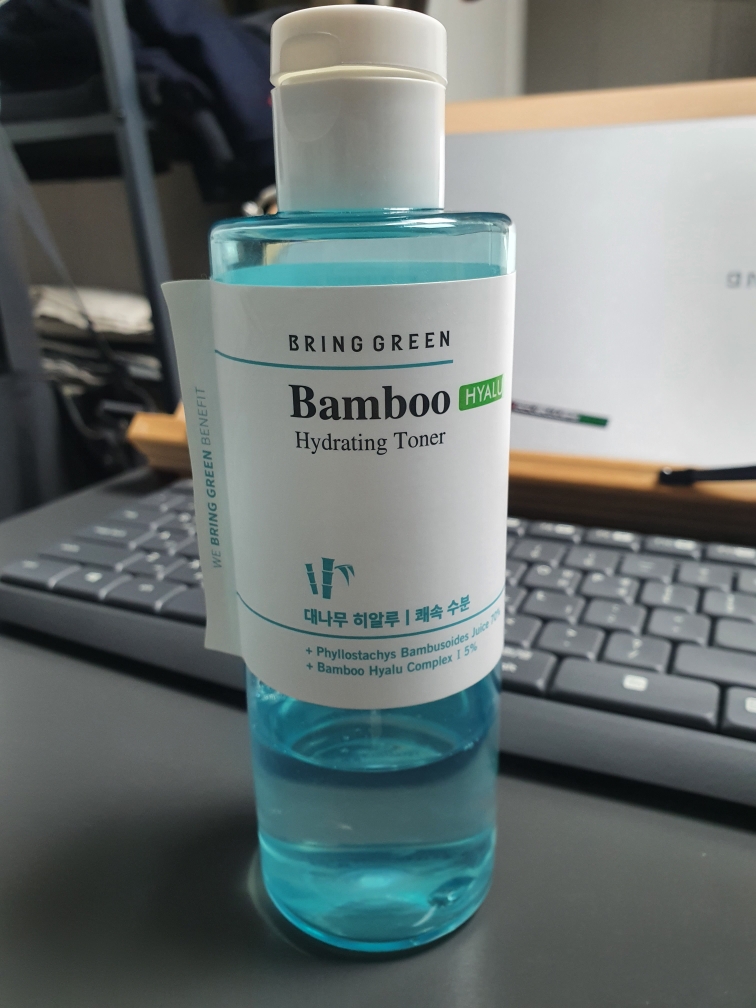 BRING GREEN
Bamboo HYALU
Hydrating Toner
대나무 히알루 | 쾌속 수분
+ Phyllostachys Bambusoides Juice 70%
+ Bamboo Hyalu Complex I 5%
WE BRING GREEN BENEFIT